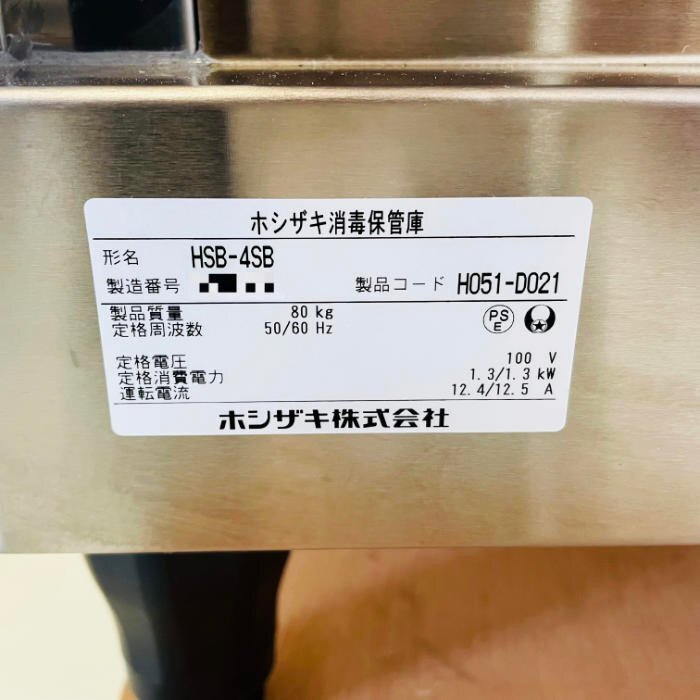 ホシザキ消毒保管庫
形名 HSB-4SB
製造番号 製品コード H051-D021
製品質量 80 kg
定格周波数 50/60 Hz
PS E
定格電圧 100 V
定格消費電力 1.3/1.3 kW
運転電流 12.4/12.5 A
ホシザキ株式会社